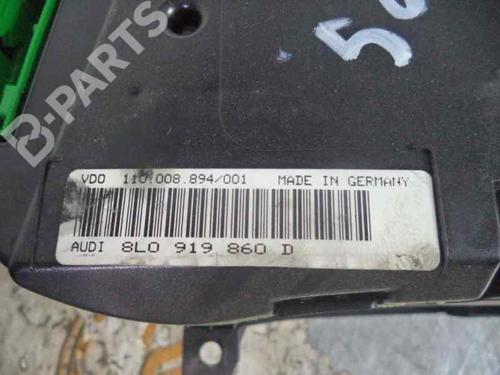 B-PARTS
VDO 110.008.894/001 MADE IN GERMANY
AUDI 8L0 919 860 D